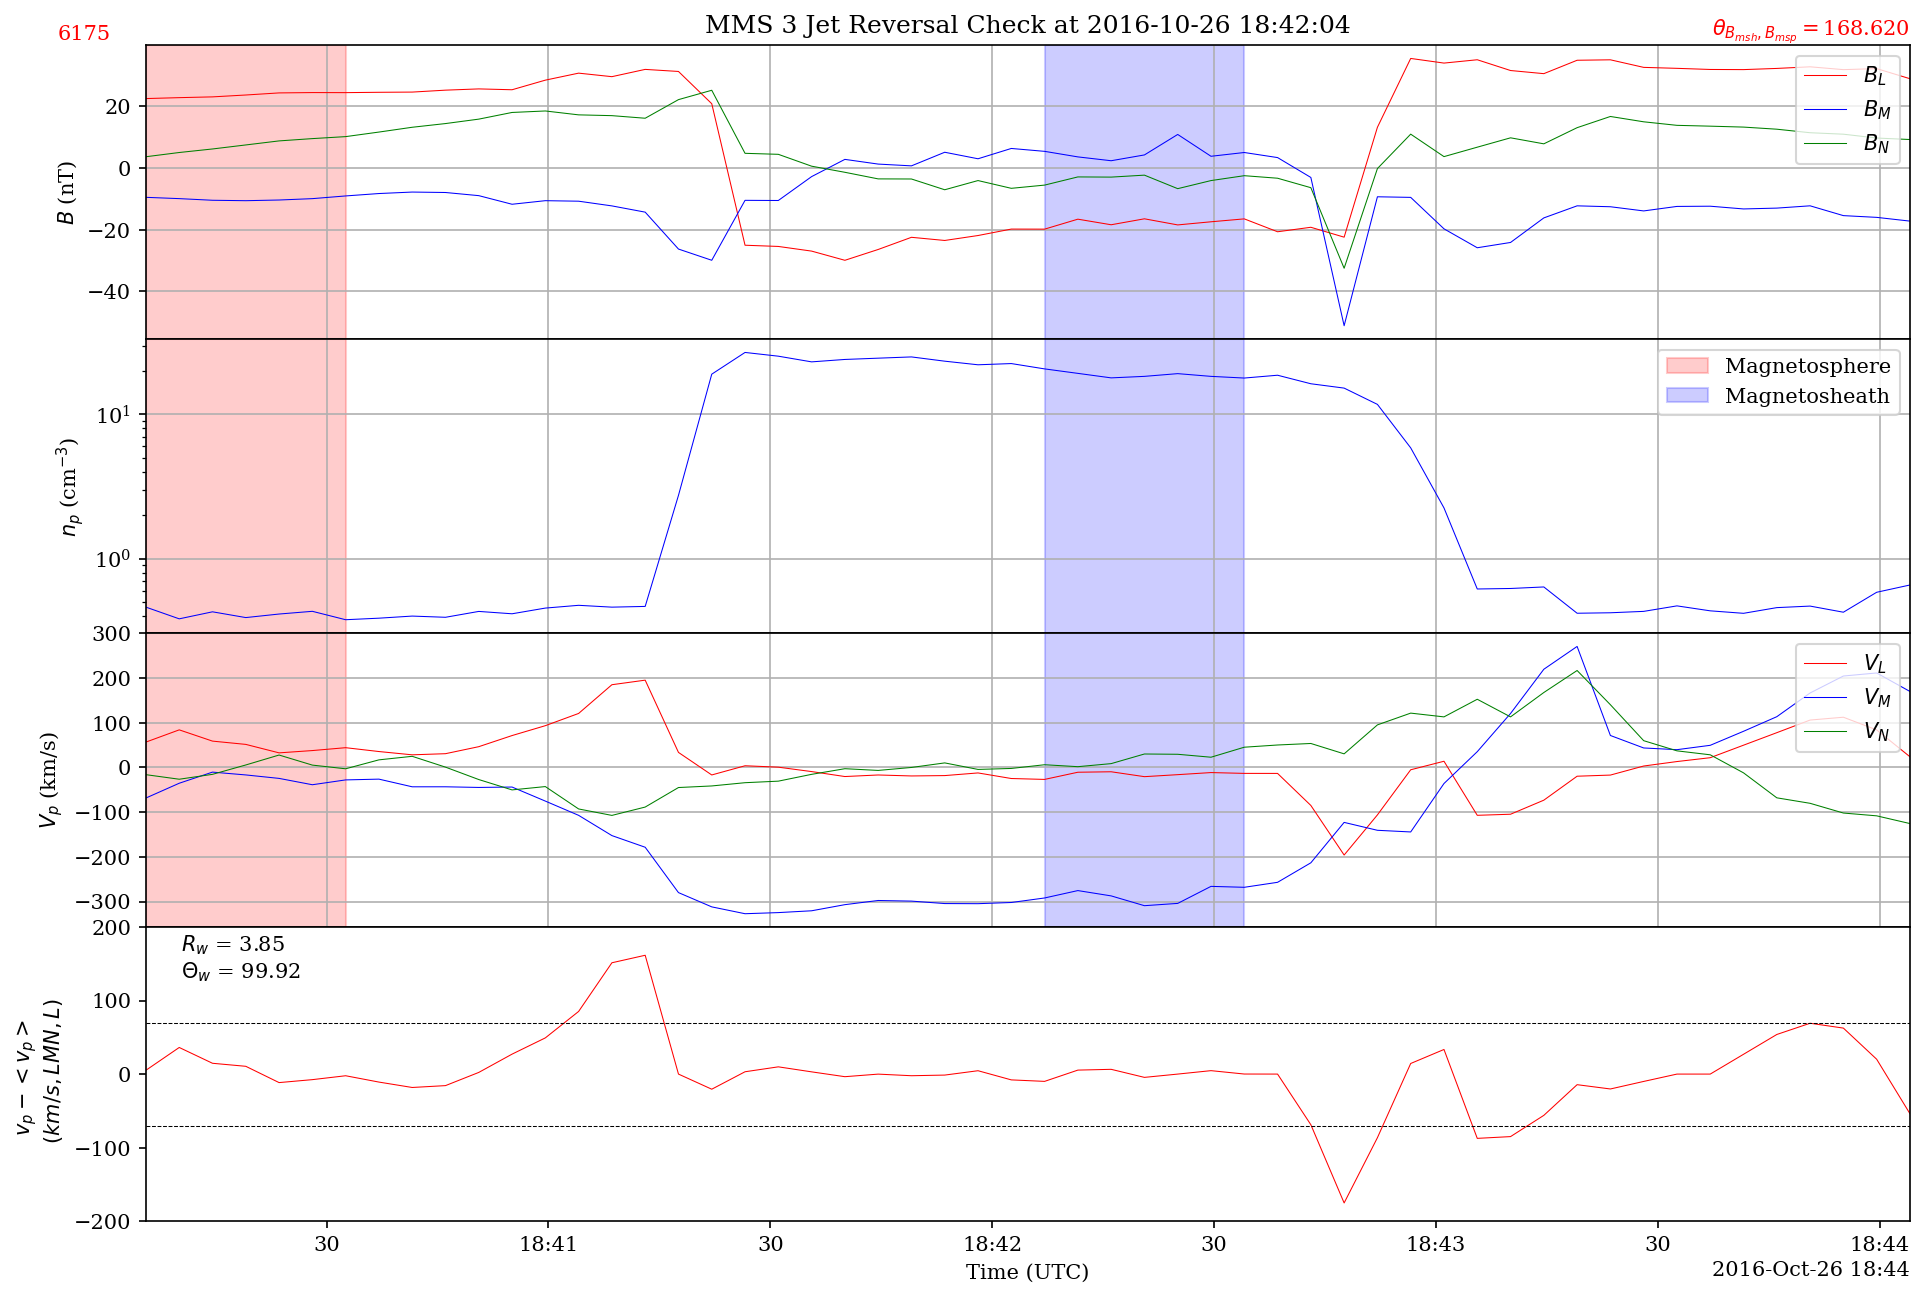 MMS 3 Jet Reversal Check at 2016-10-26 18:42:04
6175
θ_{B_{msh}, B_{msp}} = 168.620
20
0
−20
−40
B (nT)
B_L
B_M
B_N
10^1
10^0
n_p (cm^{−3})
Magnetosphere
Magnetosheath
300
200
100
0
−100
−200
−300
V_p (km/s)
V_L
V_M
V_N
200
100
0
−100
−200
v_p − < v_p >
(km/s, LMN, L)
R_w = 3.85
Θ_w = 99.92
30 18:41 30 18:42 30 18:43 30 18:44
Time (UTC)
2016-Oct-26 18:44